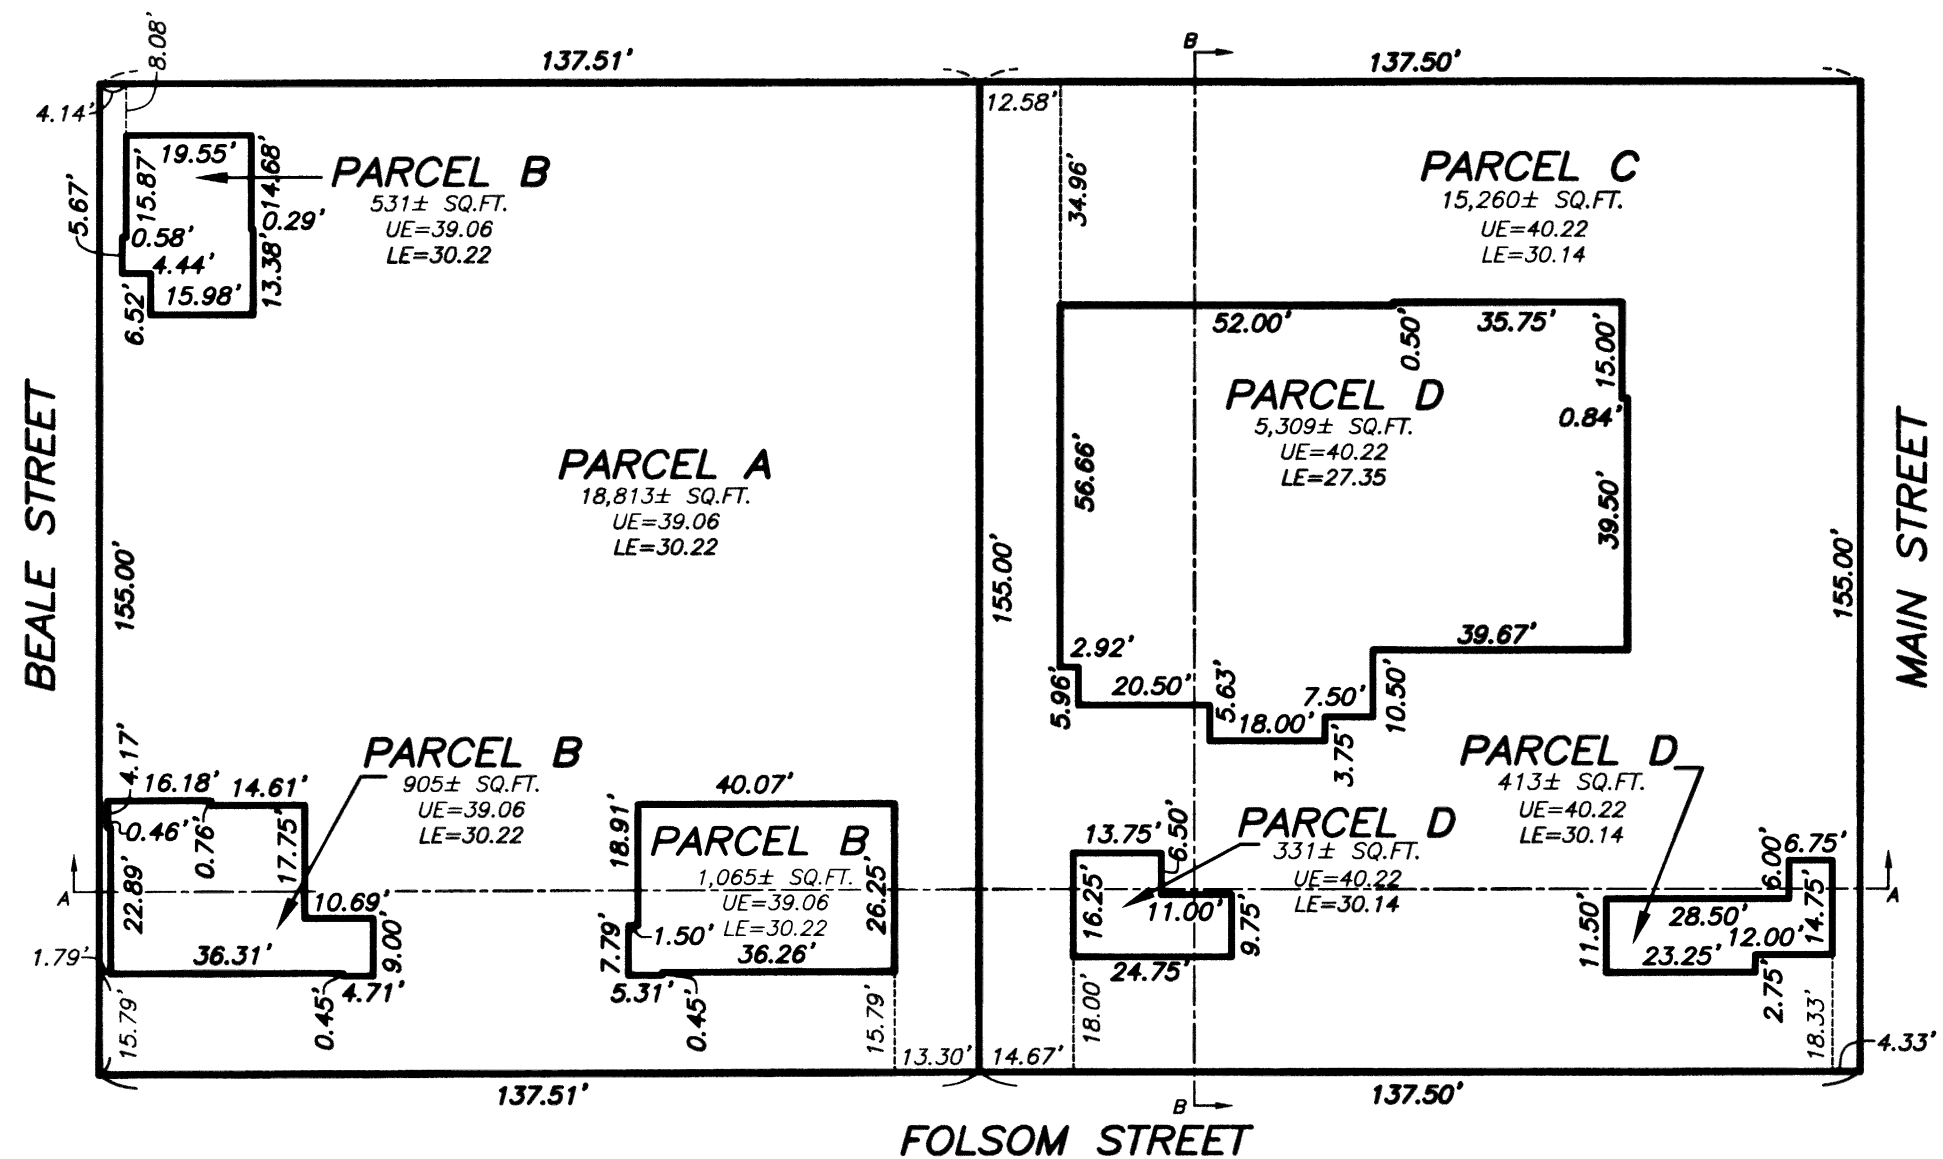 8.08'
137.51'
B
137.50'
4.14'
12.58'
19.55'
15.87'
14.68'
PARCEL B
531± SQ.FT.
UE=39.06
LE=30.22
5.67'
0.58'
0.29'
4.44'
13.38'
15.98'
6.52'
34.96'
PARCEL C
15,260± SQ.FT.
UE=40.22
LE=30.14
52.00'
0.50'
35.75'
15.00'
0.84'
PARCEL D
5,309± SQ.FT.
UE=40.22
LE=27.35
56.66'
39.50'
PARCEL A
18,813± SQ.FT.
UE=39.06
LE=30.22
BEALE STREET
155.00'
155.00'
155.00'
MAIN STREET
2.92'
39.67'
5.96'
20.50'
5.63'
7.50'
10.50'
18.00'
3.75'
4.17'
16.18'
14.61'
PARCEL B
905± SQ.FT.
UE=39.06
LE=30.22
0.46'
0.76'
17.75'
22.89'
10.69'
9.00'
36.31'
1.79'
15.79'
0.45'
4.71'
40.07'
18.91'
PARCEL B
1,065± SQ.FT.
UE=39.06
LE=30.22
26.25'
7.79'
1.50'
36.26'
5.31'
0.45'
15.79'
13.30'
13.75'
6.50'
PARCEL D
331± SQ.FT.
UE=40.22
LE=30.14
16.25'
11.00'
9.75'
24.75'
18.00'
14.67'
PARCEL D
413± SQ.FT.
UE=40.22
LE=30.14
6.00'
6.75'
11.50'
28.50'
14.75'
12.00'
23.25'
2.75'
18.33'
4.33'
A
A
137.51'
B
137.50'
FOLSOM STREET